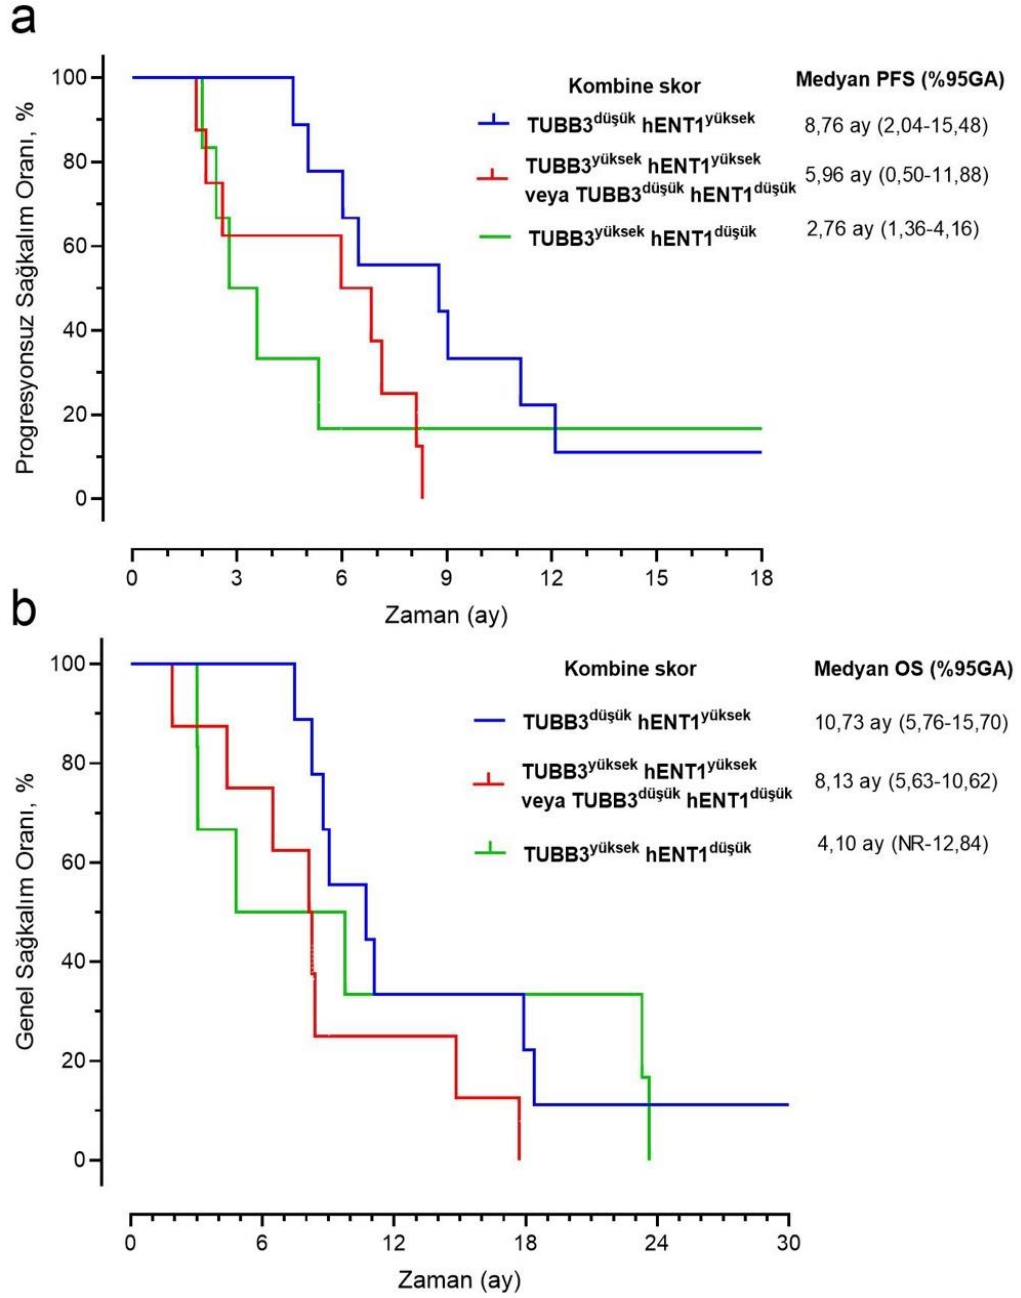 a
Kombine skor
Medyan PFS (%95GA)
TUBB3düşük hENT1yüksek
8,76 ay (2,04-15,48)
TUBB3yüksek hENT1yüksek
veya TUBB3düşük hENT1düşük
5,96 ay (0,50-11,88)
TUBB3yüksek hENT1düşük
2,76 ay (1,36-4,16)
Progresyonsuz Sağkalım Oranı, %
100
80
60
40
20
0
0 3 6 9 12 15 18
Zaman (ay)
b
Kombine skor
Medyan OS (%95GA)
TUBB3düşük hENT1yüksek
10,73 ay (5,76-15,70)
TUBB3yüksek hENT1yüksek
veya TUBB3düşük hENT1düşük
8,13 ay (5,63-10,62)
TUBB3yüksek hENT1düşük
4,10 ay (NR-12,84)
Genel Sağkalım Oranı, %
100
80
60
40
20
0
0 6 12 18 24 30
Zaman (ay)